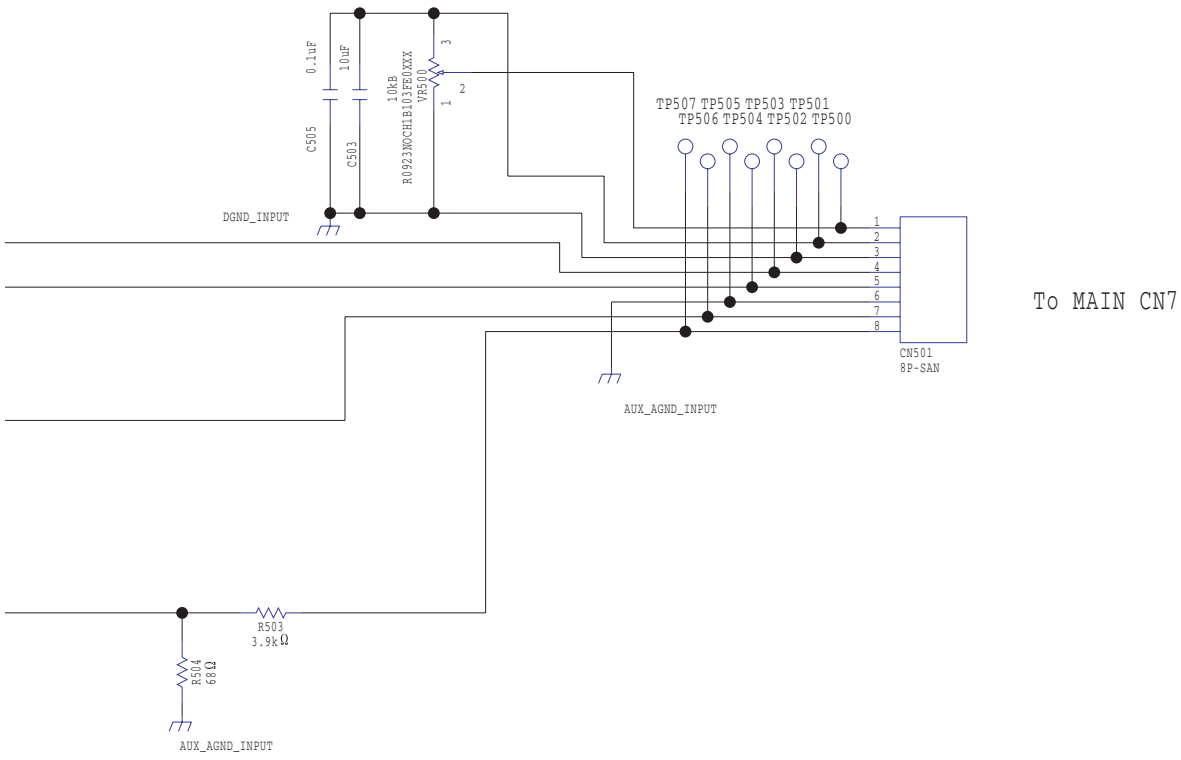 0.1uF
C505
10uF
C503
10kB
R0923NOCH1B103FE0XXX
VR500
3
2
1
DGND_INPUT
TP507 TP505 TP503 TP501
TP506 TP504 TP502 TP500
1
2
3
4
5
6
7
8
CN501
8P-SAN
To MAIN CN7
AUX_AGND_INPUT
R503
3.9kΩ
R504
68Ω
AUX_AGND_INPUT